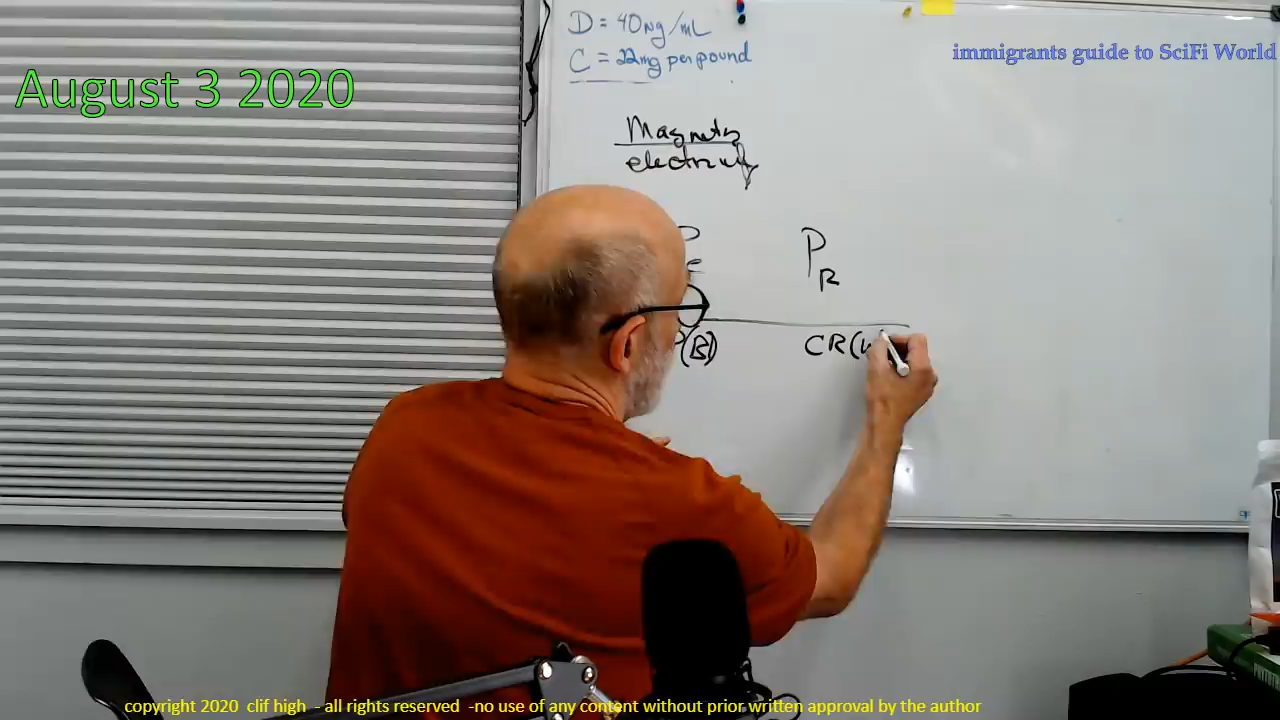 D = 40ng/mL
immigrants guide to SciFi World
C = 22mg per pound
August 3 2020
electricity
P
R
(B)
CR(
copyright 2020 clif high - all rights reserved -no use of any content without prior written approval by the author